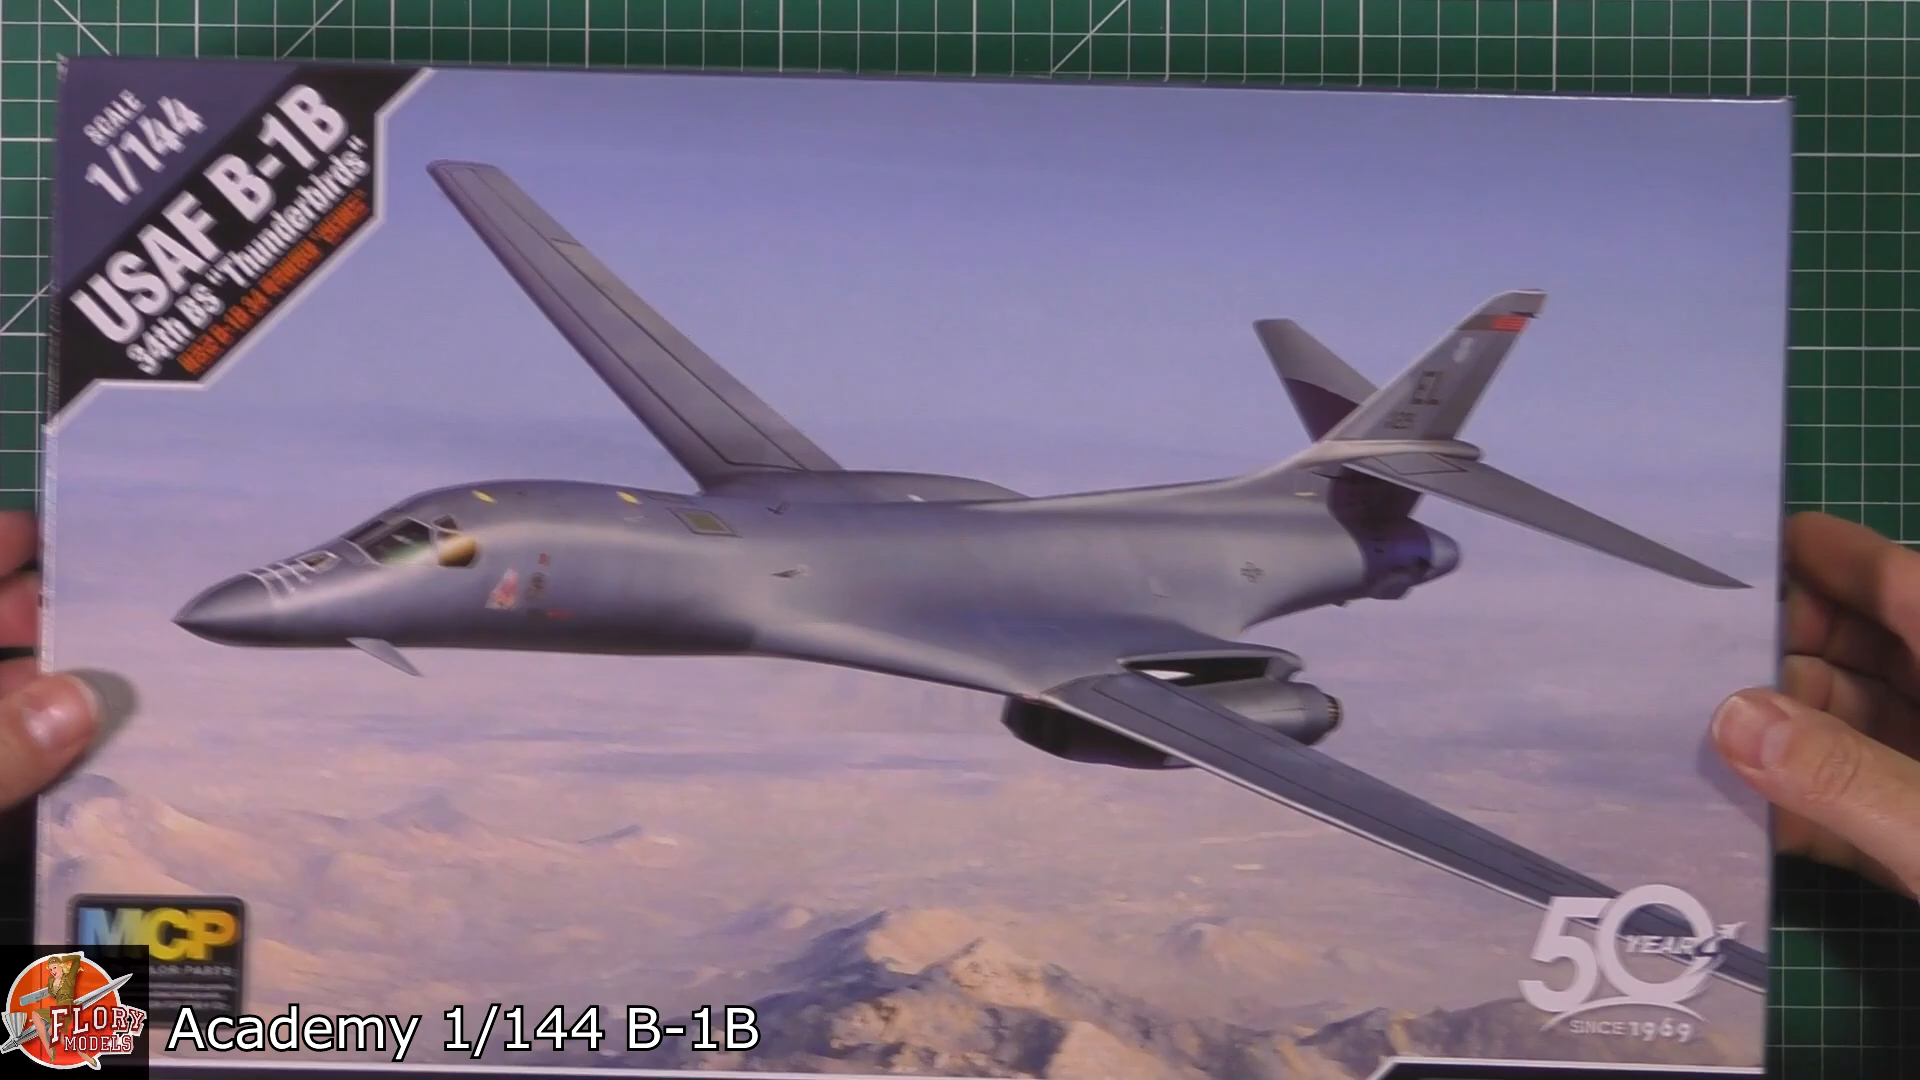 SCALE
1/144
USAF B-1B
34th BS "Thunderbirds"
EL
MCP
50
YEAR
SINCE 1969
FLORY
MODELS
Academy 1/144 B-1B